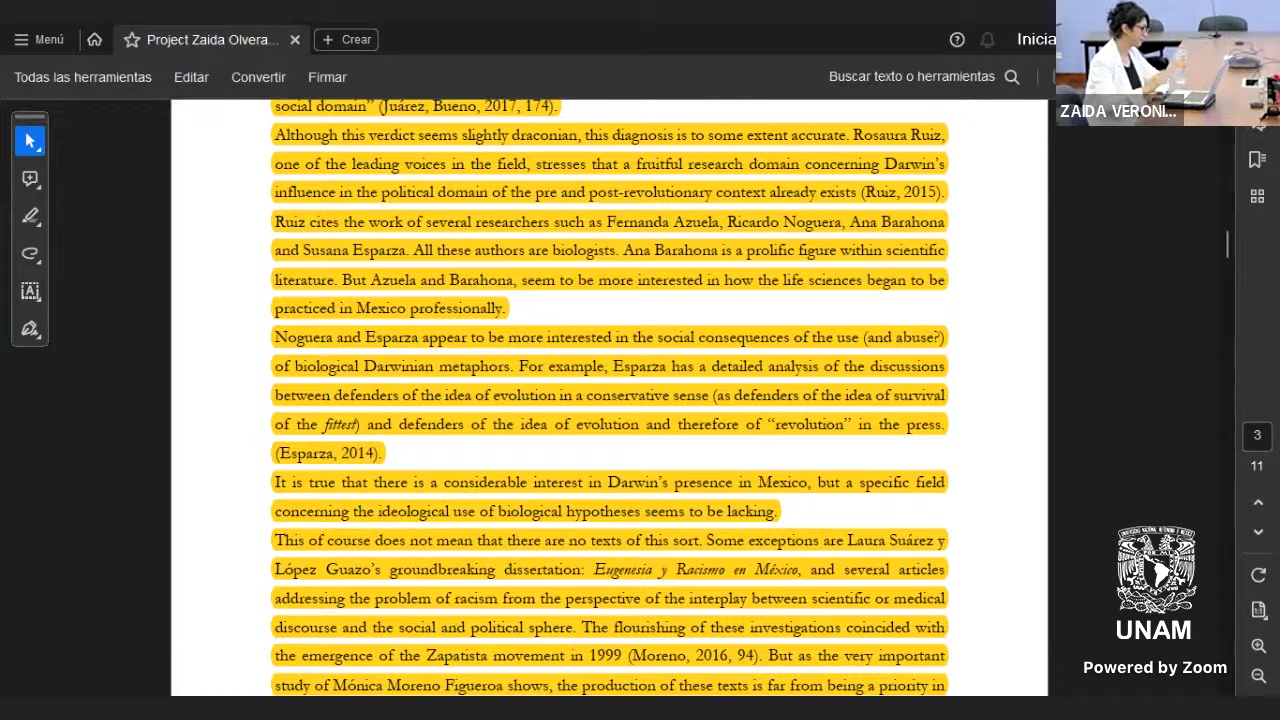 Menú
Project Zaida Olvera...
Crear
Inicia
Todas las herramientas
Editar
Convertir
Firmar
Buscar texto o herramientas
ZAIDA VERONI...
social domain” (Juárez, Bueno, 2017, 174).
Although this verdict seems slightly draconian, this diagnosis is to some extent accurate. Rosaura Ruiz,
one of the leading voices in the field, stresses that a fruitful research domain concerning Darwin’s
influence in the political domain of the pre and post-revolutionary context already exists (Ruiz, 2015).
Ruiz cites the work of several researchers such as Fernanda Azuela, Ricardo Noguera, Ana Barahona
and Susana Esparza. All these authors are biologists. Ana Barahona is a prolific figure within scientific
literature. But Azuela and Barahona, seem to be more interested in how the life sciences began to be
practiced in Mexico professionally.
Noguera and Esparza appear to be more interested in the social consequences of the use (and abuse?)
of biological Darwinian metaphors. For example, Esparza has a detailed analysis of the discussions
between defenders of the idea of evolution in a conservative sense (as defenders of the idea of survival
of the fittest) and defenders of the idea of evolution and therefore of “revolution” in the press.
(Esparza, 2014).
It is true that there is a considerable interest in Darwin’s presence in Mexico, but a specific field
concerning the ideological use of biological hypotheses seems to be lacking.
This of course does not mean that there are no texts of this sort. Some exceptions are Laura Suárez y
López Guazo’s groundbreaking dissertation: Eugenesia y Racismo en México, and several articles
addressing the problem of racism from the perspective of the interplay between scientific or medical
discourse and the social and political sphere. The flourishing of these investigations coincided with
the emergence of the Zapatista movement in 1999 (Moreno, 2016, 94). But as the very important
study of Mónica Moreno Figueroa shows, the production of these texts is far from being a priority in
3
11
UNAM
Powered by Zoom